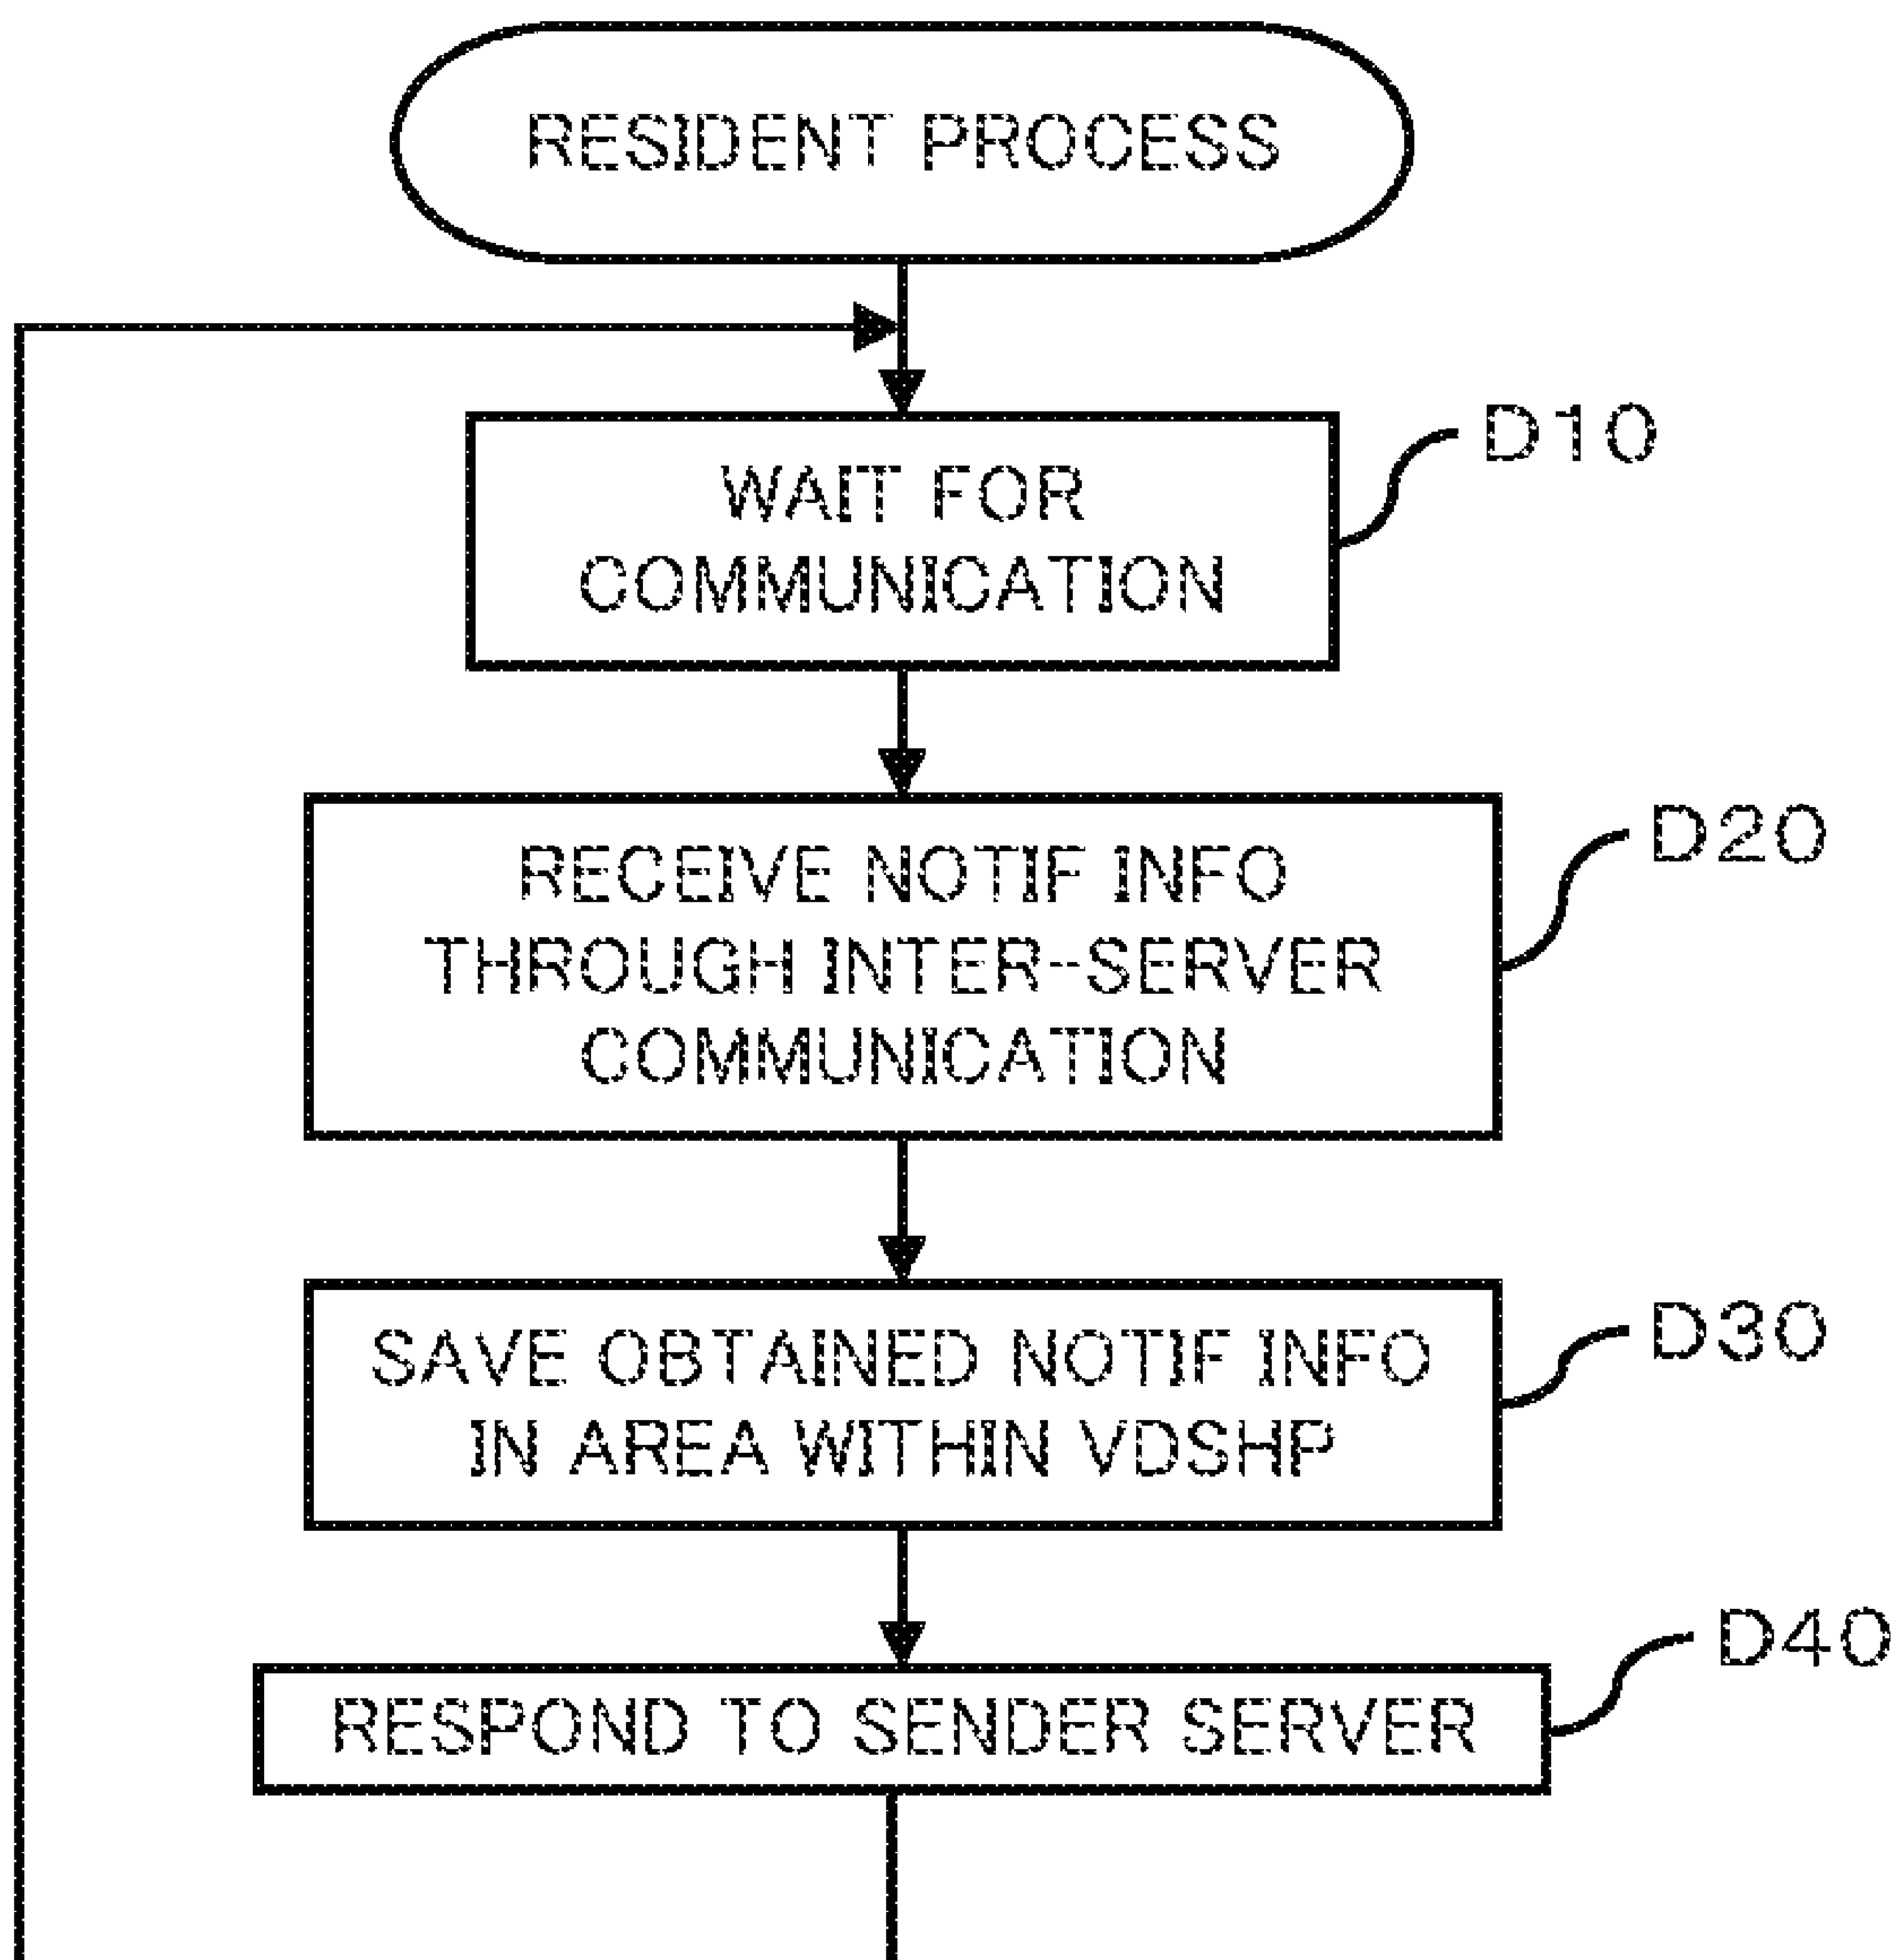 RESIDENT PROCESS
D10
WAIT FOR
COMMUNICATION
D20
RECEIVE NOTIF INFO
THROUGH INTER-SERVER
COMMUNICATION
D30
SAVE OBTAINED NOTIF INFO
IN AREA WITHIN VDSHP
D40
RESPOND TO SENDER SERVER